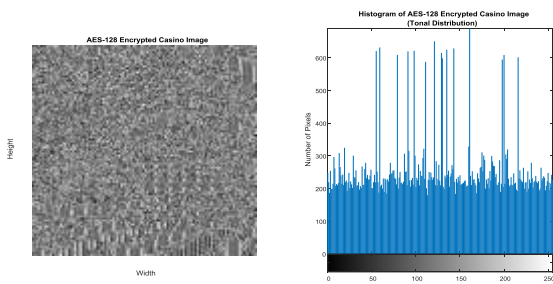 AES-128 Encrypted Casino Image
Height
Width
Histogram of AES-128 Encrypted Casino Image
(Tonal Distribution)
Number of Pixels
600
500
400
300
200
100
0
0
50
100
150
200
250